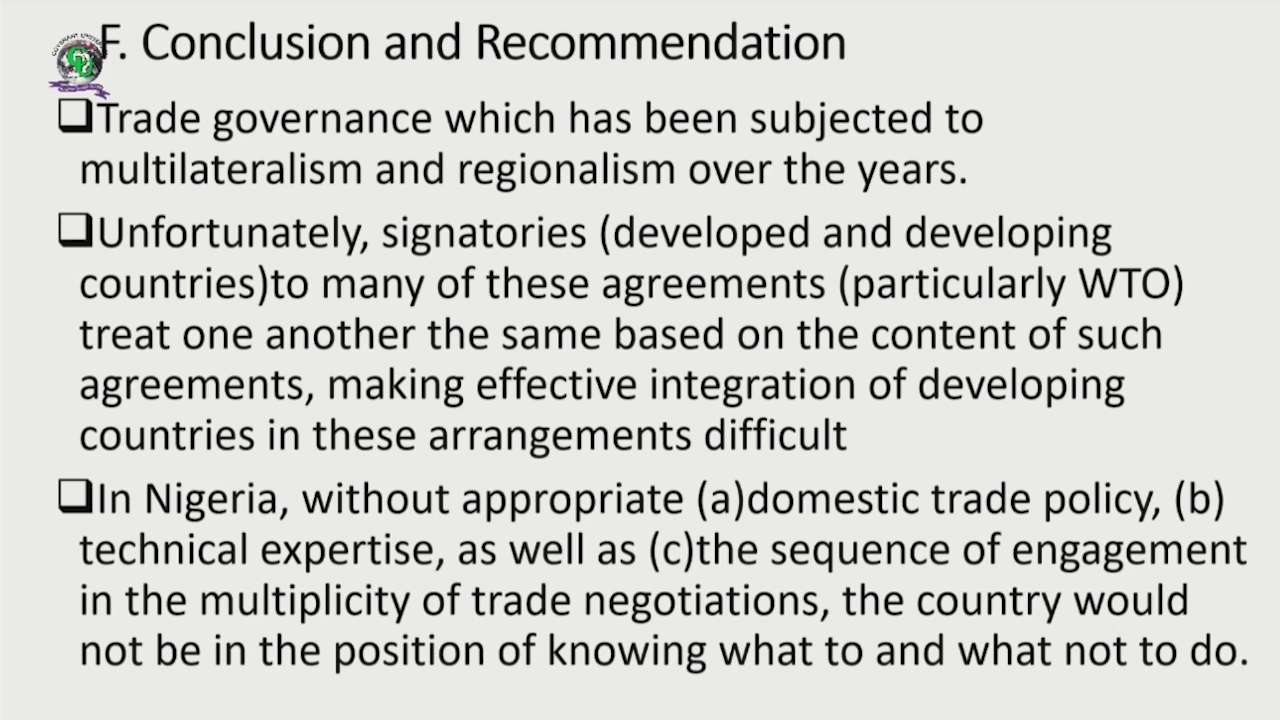 F. Conclusion and Recommendation
Trade governance which has been subjected to
multilateralism and regionalism over the years.
Unfortunately, signatories (developed and developing
countries)to many of these agreements (particularly WTO)
treat one another the same based on the content of such
agreements, making effective integration of developing
countries in these arrangements difficult
In Nigeria, without appropriate (a)domestic trade policy, (b)
technical expertise, as well as (c)the sequence of engagement
in the multiplicity of trade negotiations, the country would
not be in the position of knowing what to and what not to do.